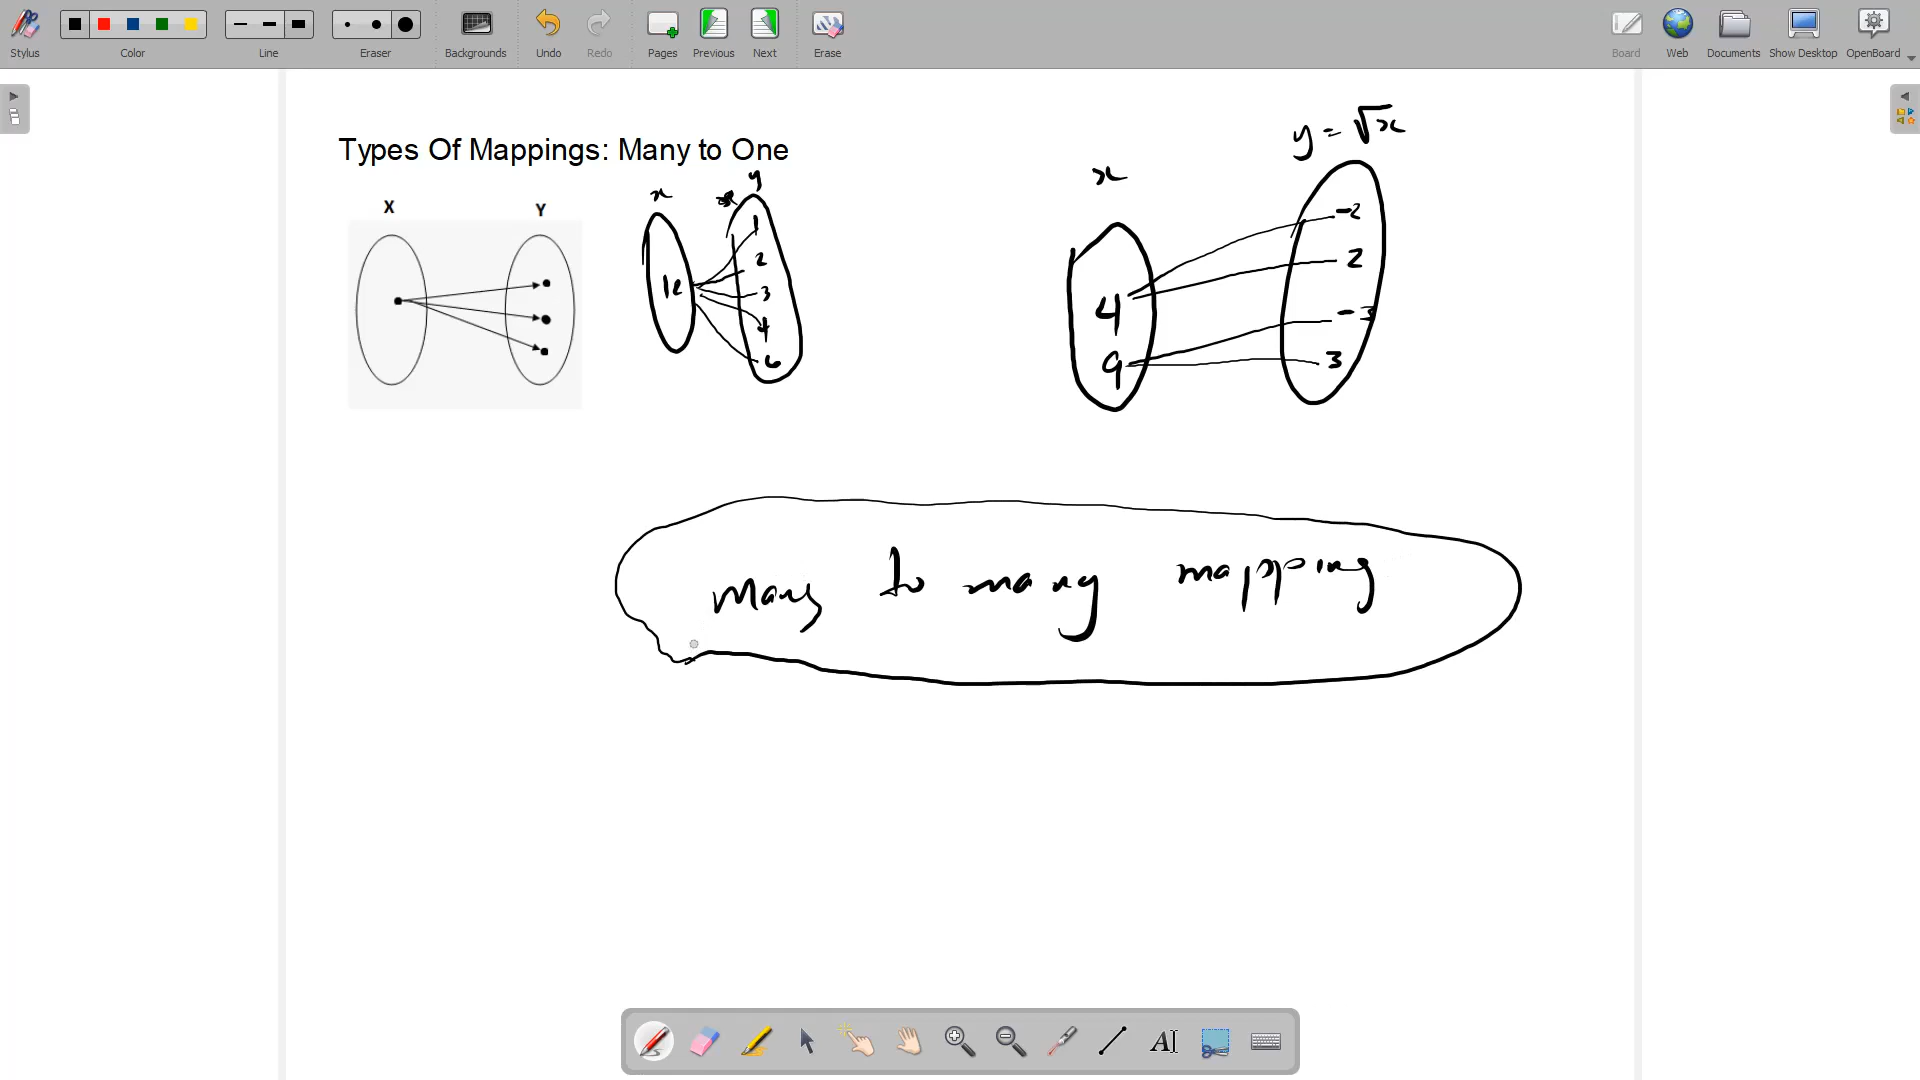 Stylus Color Line Eraser Backgrounds Undo Redo Pages Previous Next Erase Board Web Documents Show Desktop OpenBoard
Types Of Mappings: Many to One
X Y
x y
12
1
2
3
4
6
x y = √x
4
9
-2
2
-3
3
many to many mapping